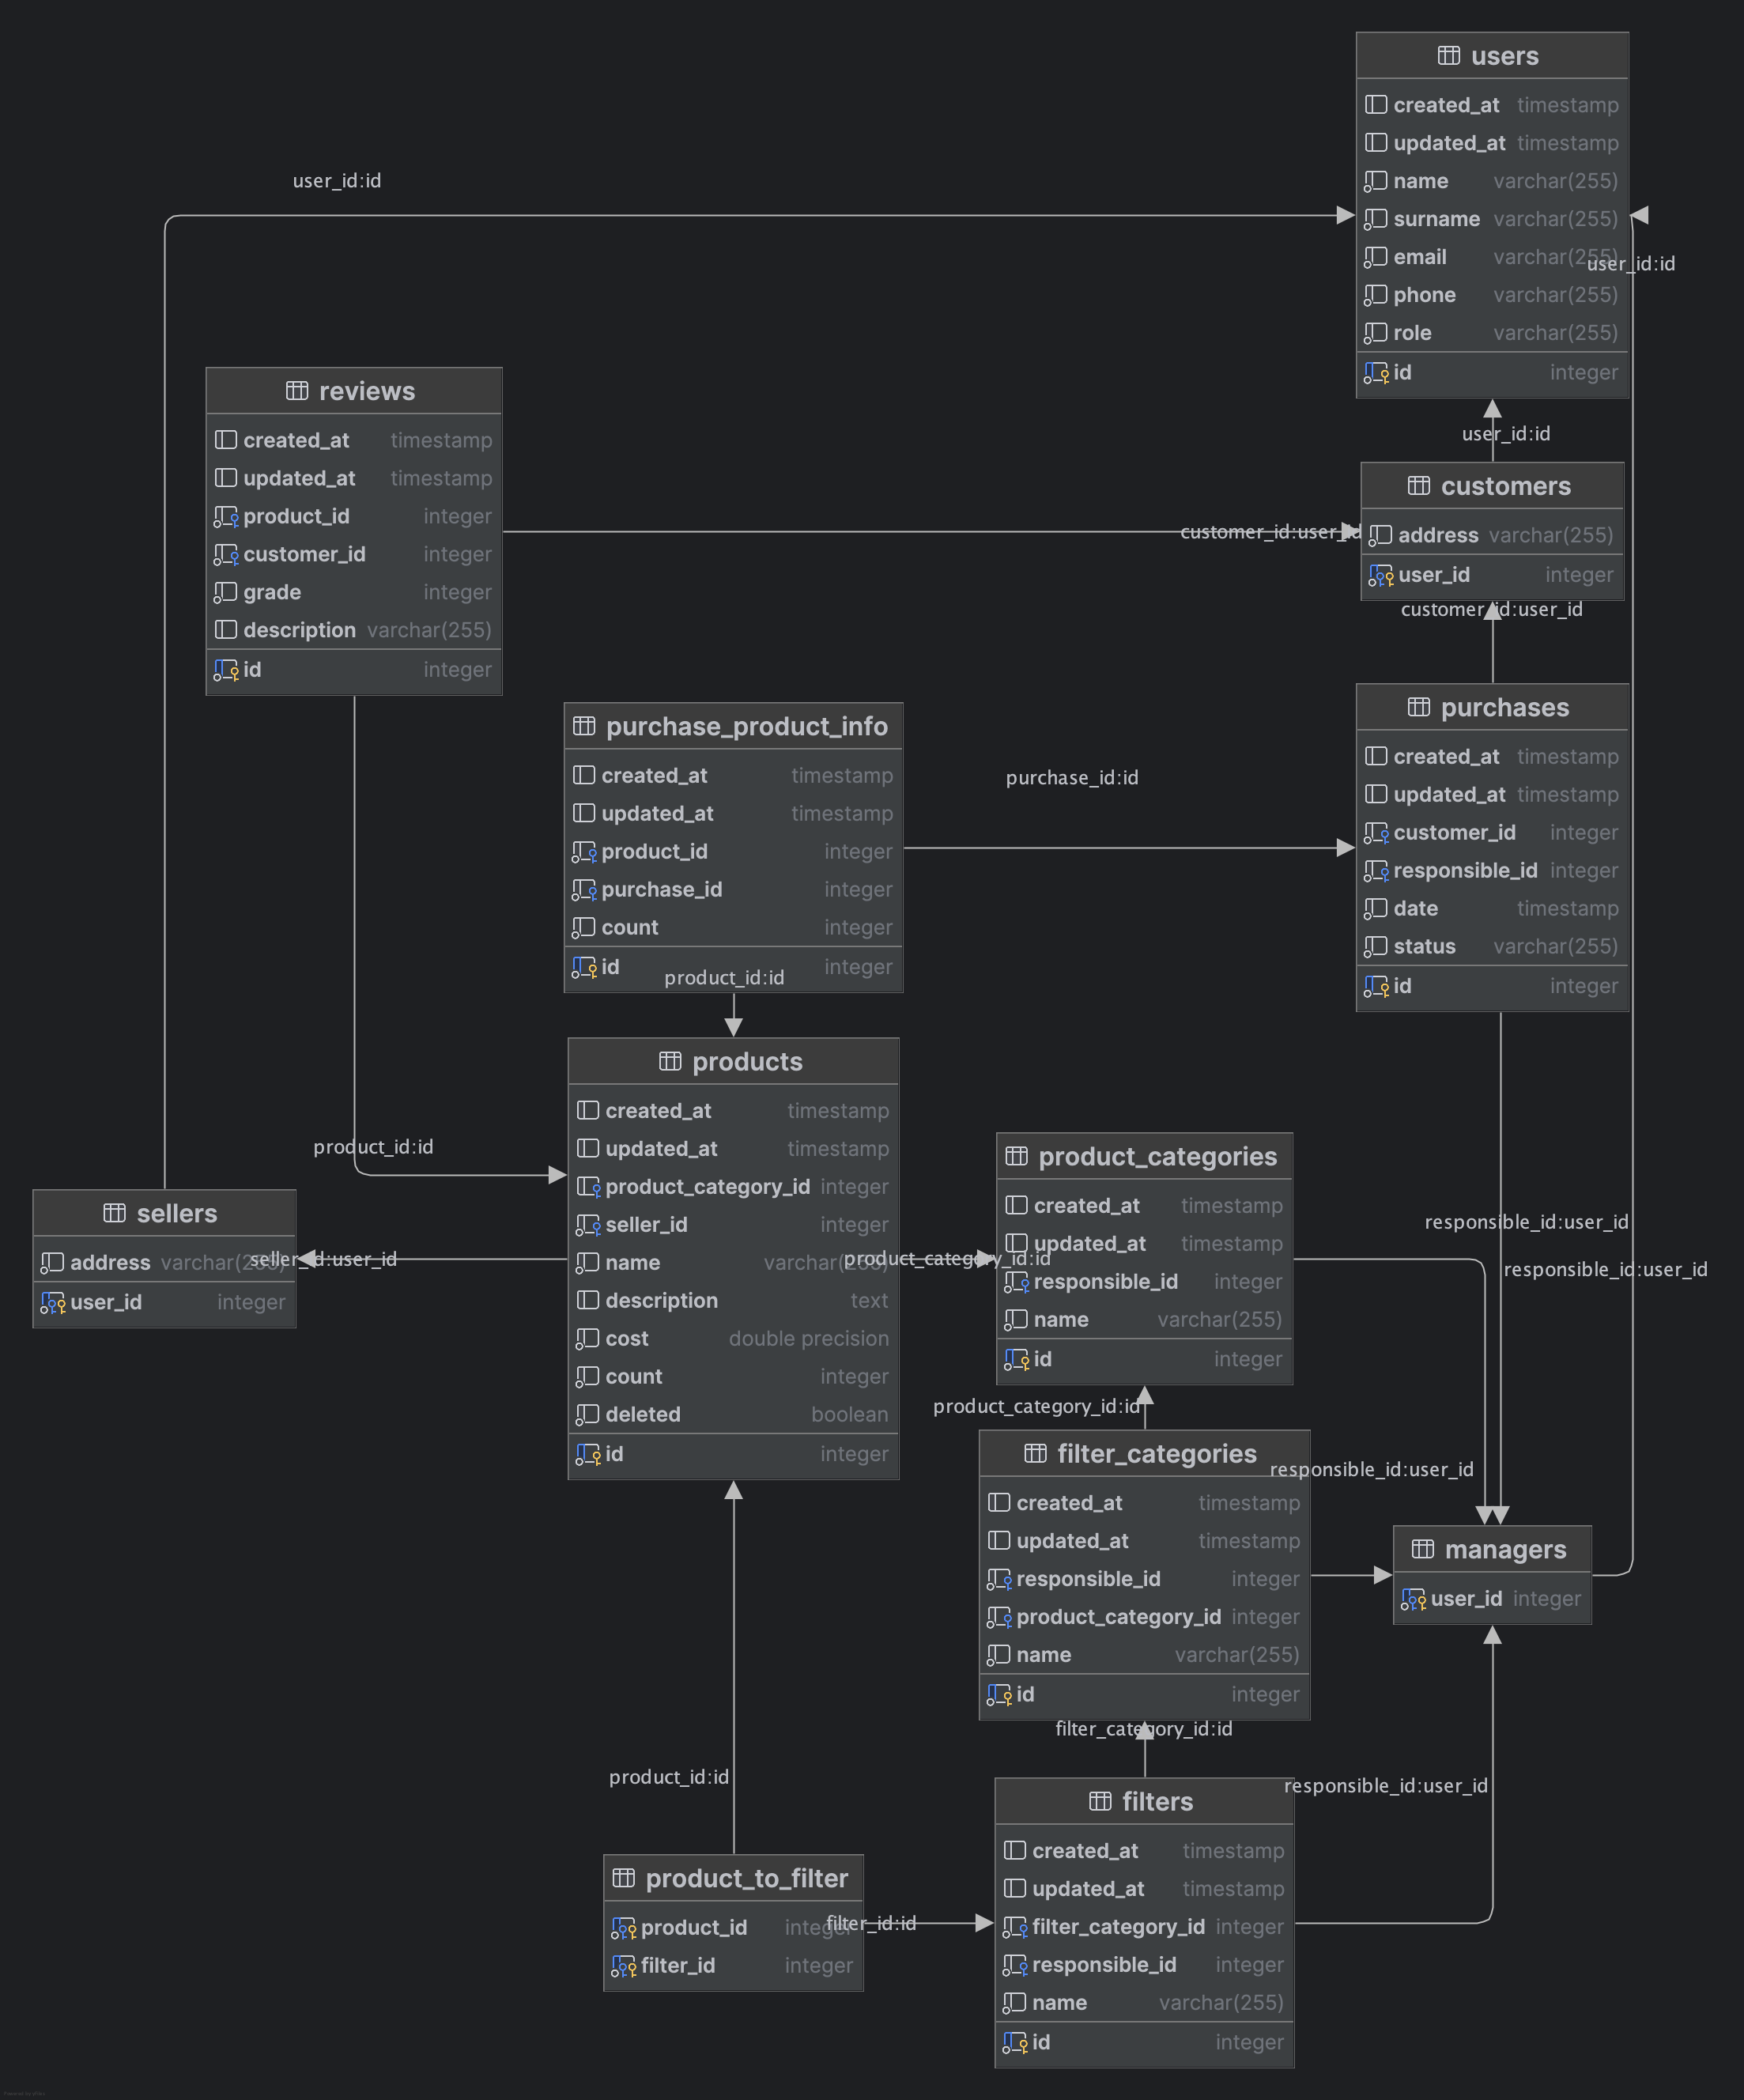 users
created_at timestamp
updated_at timestamp
name varchar(255)
surname varchar(255)
email varchar(255)
phone varchar(255)
role varchar(255)
id integer
user_id:id
user_id:id
user_id:id
reviews
created_at timestamp
updated_at timestamp
product_id integer
customer_id integer
grade integer
description varchar(255)
id integer
customers
address varchar(255)
user_id integer
customer_id:user_id
customer_id:user_id
purchase_product_info
created_at timestamp
updated_at timestamp
product_id integer
purchase_id integer
count integer
id integer
product_id:id
purchase_id:id
purchases
created_at timestamp
updated_at timestamp
customer_id integer
responsible_id integer
date timestamp
status varchar(255)
id integer
products
created_at timestamp
updated_at timestamp
product_category_id integer
seller_id integer
name varchar(255)
description text
cost double precision
count integer
deleted boolean
id integer
product_id:id
sellers
address varchar(255)
user_id integer
seller_id:user_id
product_category_id:id
product_categories
created_at timestamp
updated_at timestamp
responsible_id integer
name varchar(255)
id integer
responsible_id:user_id
responsible_id:user_id
product_category_id:id
filter_categories
created_at timestamp
updated_at timestamp
responsible_id integer
product_category_id integer
name varchar(255)
id integer
responsible_id:user_id
managers
user_id integer
filter_category_id:id
product_id:id
responsible_id:user_id
filters
created_at timestamp
updated_at timestamp
filter_category_id integer
responsible_id integer
name varchar(255)
id integer
product_to_filter
product_id integer
filter_id integer
filter_id:id